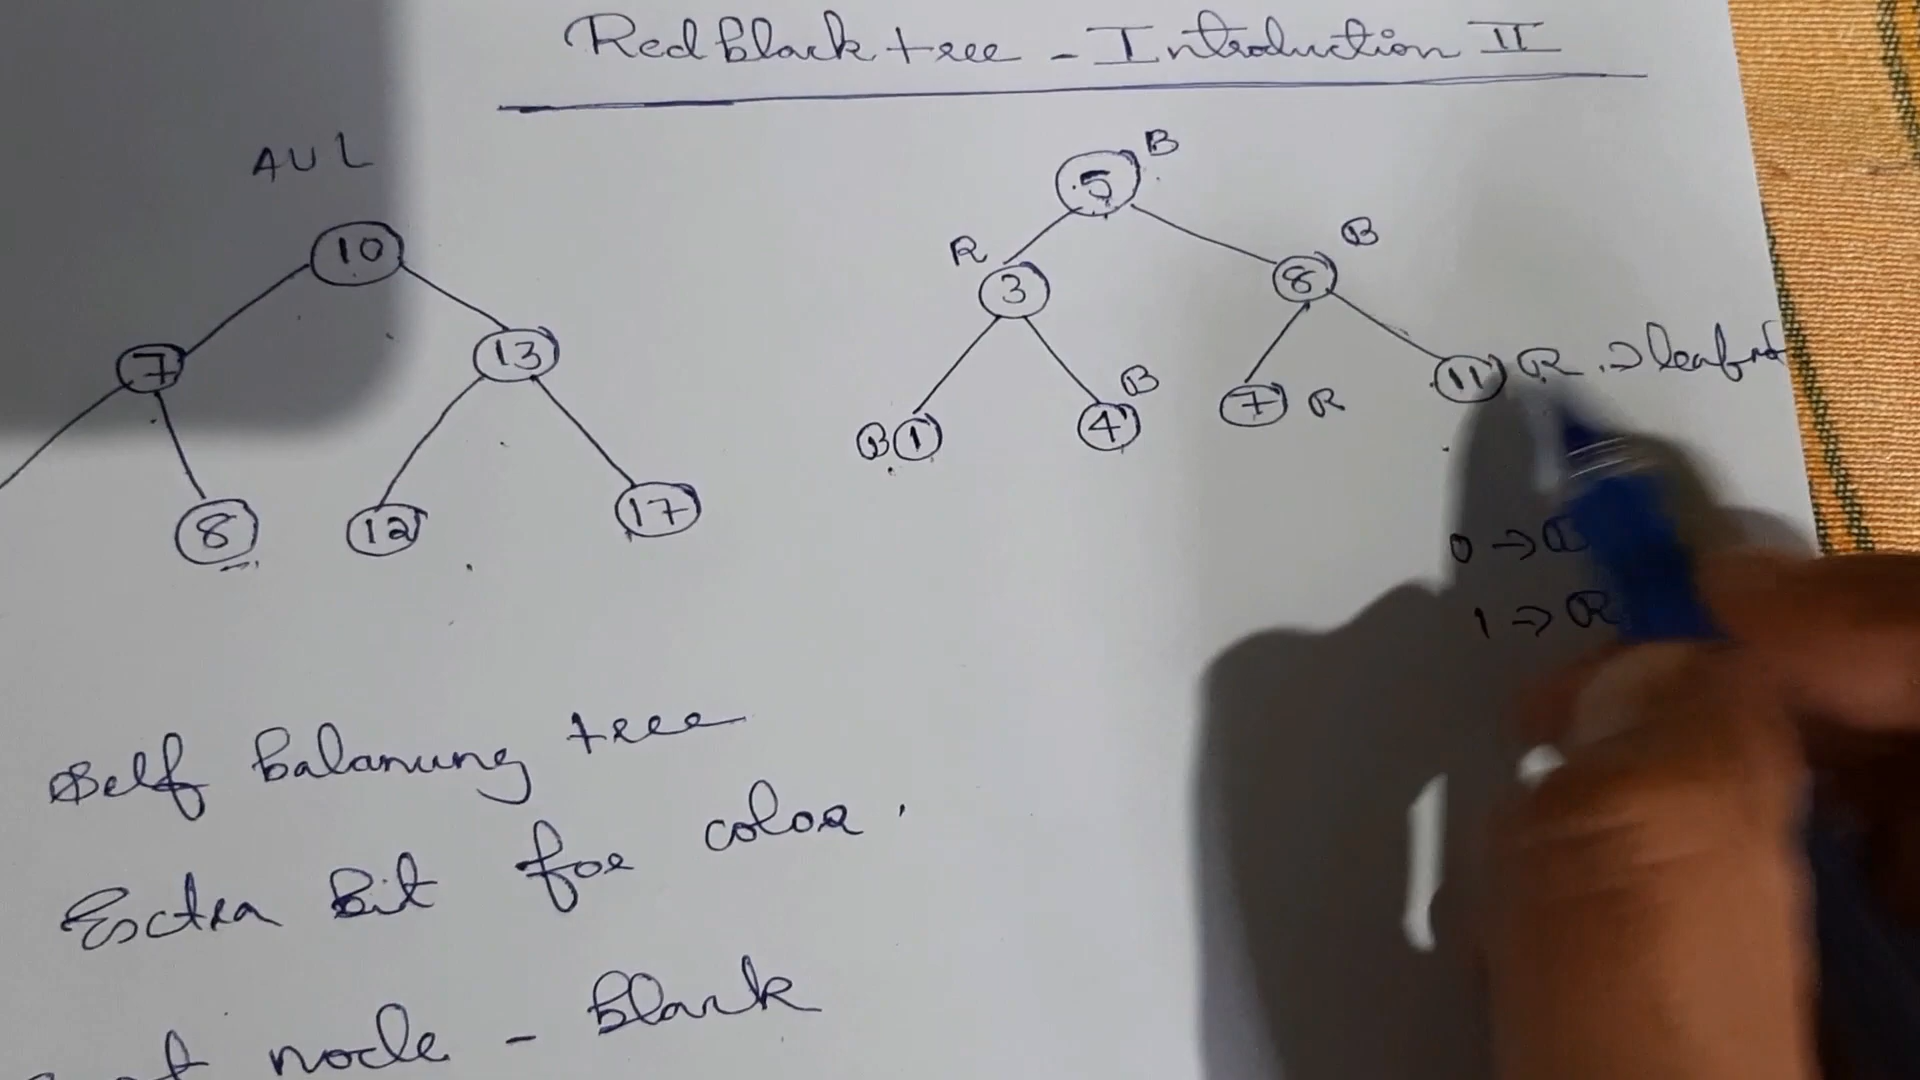 Red Black tree - Introduction II
AVL
10
7
13
8
12
17
5 B
R 3
8 B
B 1
4 B
7 R
11 R → leaf
0 → B
1 → R
Self Balancing tree
Extra Bit for color.
node - Black